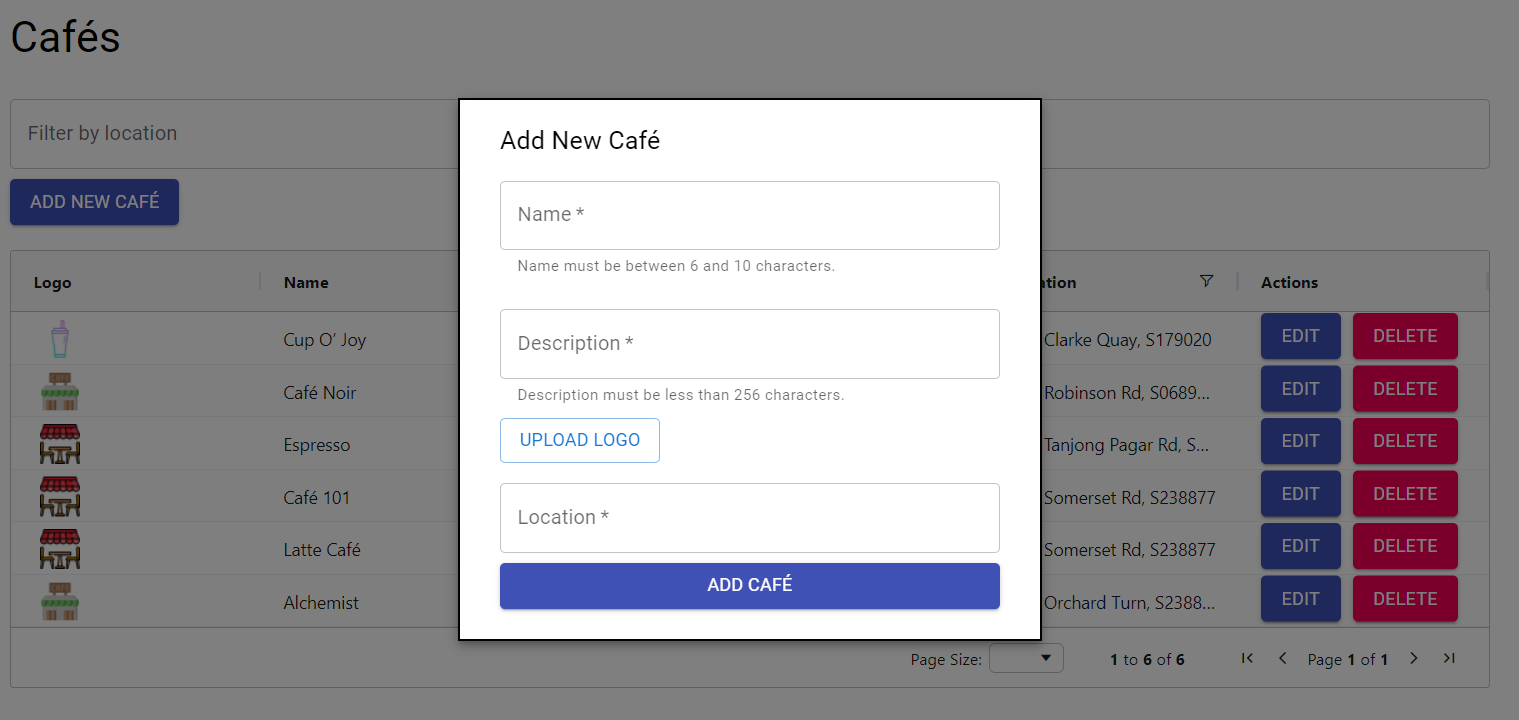 Cafés
Filter by location
ADD NEW CAFÉ
Logo Name ation Actions
Cup O’ Joy Clarke Quay, S179020 EDIT DELETE
Café Noir Robinson Rd, S0689... EDIT DELETE
Espresso Tanjong Pagar Rd, S... EDIT DELETE
Café 101 Somerset Rd, S238877 EDIT DELETE
Latte Café Somerset Rd, S238877 EDIT DELETE
Alchemist Orchard Turn, S2388... EDIT DELETE
Page Size: 1 to 6 of 6 Page 1 of 1
Add New Café
Name *
Name must be between 6 and 10 characters.
Description *
Description must be less than 256 characters.
UPLOAD LOGO
Location *
ADD CAFÉ